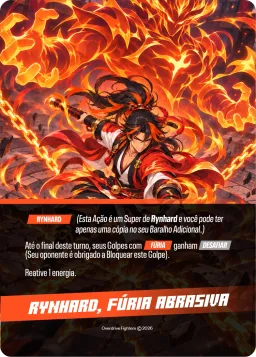 RYNHARD (Esta Ação é um Super de Rynhard e você pode ter
apenas uma cópia no seu Baralho Adicional.)
Até o final deste turno, seus Golpes com FÚRIA ganham DESAFIAR
(Seu oponente é obrigado a Bloquear este Golpe).
Reative 1 energia.
RYNHARD, FÚRIA ABRASIVA
Overdrive Fighters © 2026